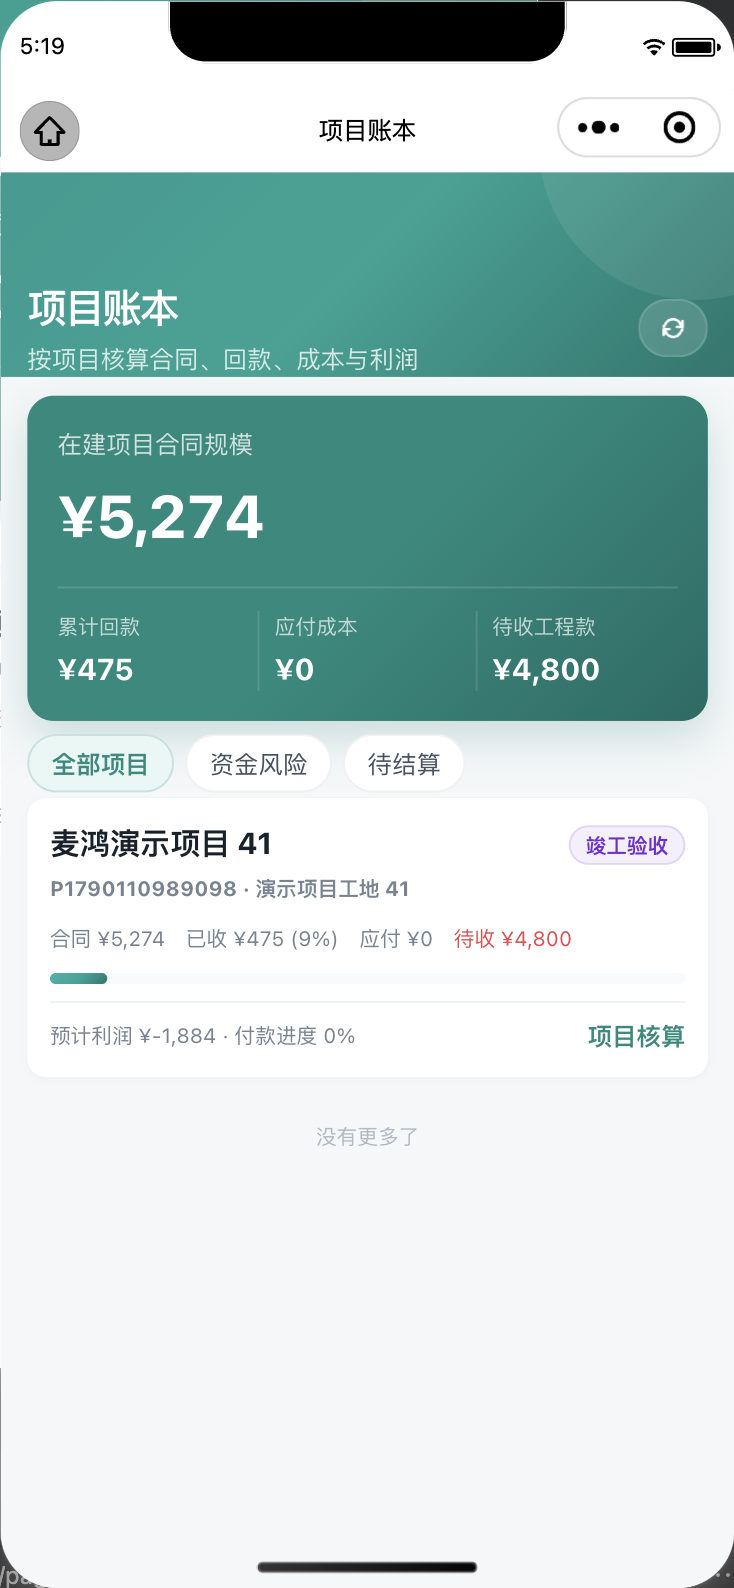 5:19
项目账本
项目账本
按项目核算合同、回款、成本与利润
在建项目合同规模
¥5,274
累计回款 应付成本 待收工程款
¥475 ¥0 ¥4,800
全部项目 资金风险 待结算
麦鸿演示项目 41 竣工验收
P1790110989098 · 演示项目工地 41
合同 ¥5,274 已收 ¥475 (9%) 应付 ¥0 待收 ¥4,800
预计利润 ¥-1,884 · 付款进度 0% 项目核算
没有更多了